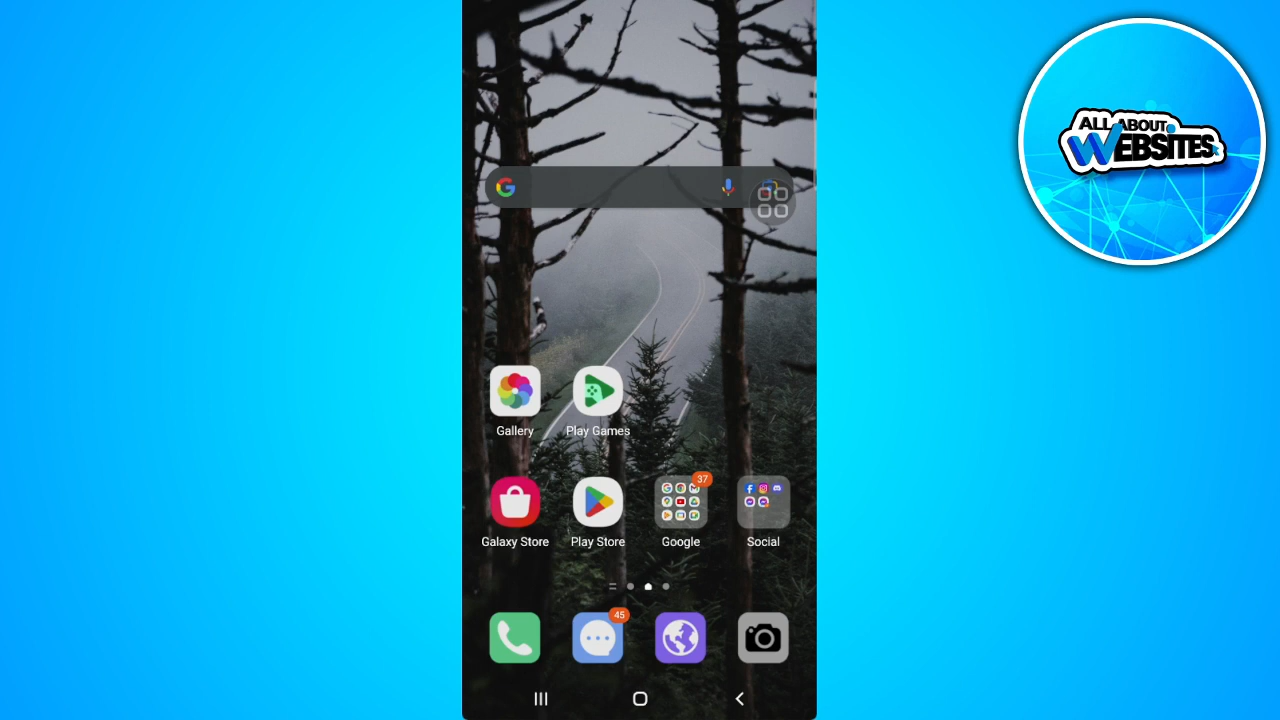 ALL ABOUT
WEBSITES
Gallery
Play Games
37
Galaxy Store
Play Store
Google
Social
45